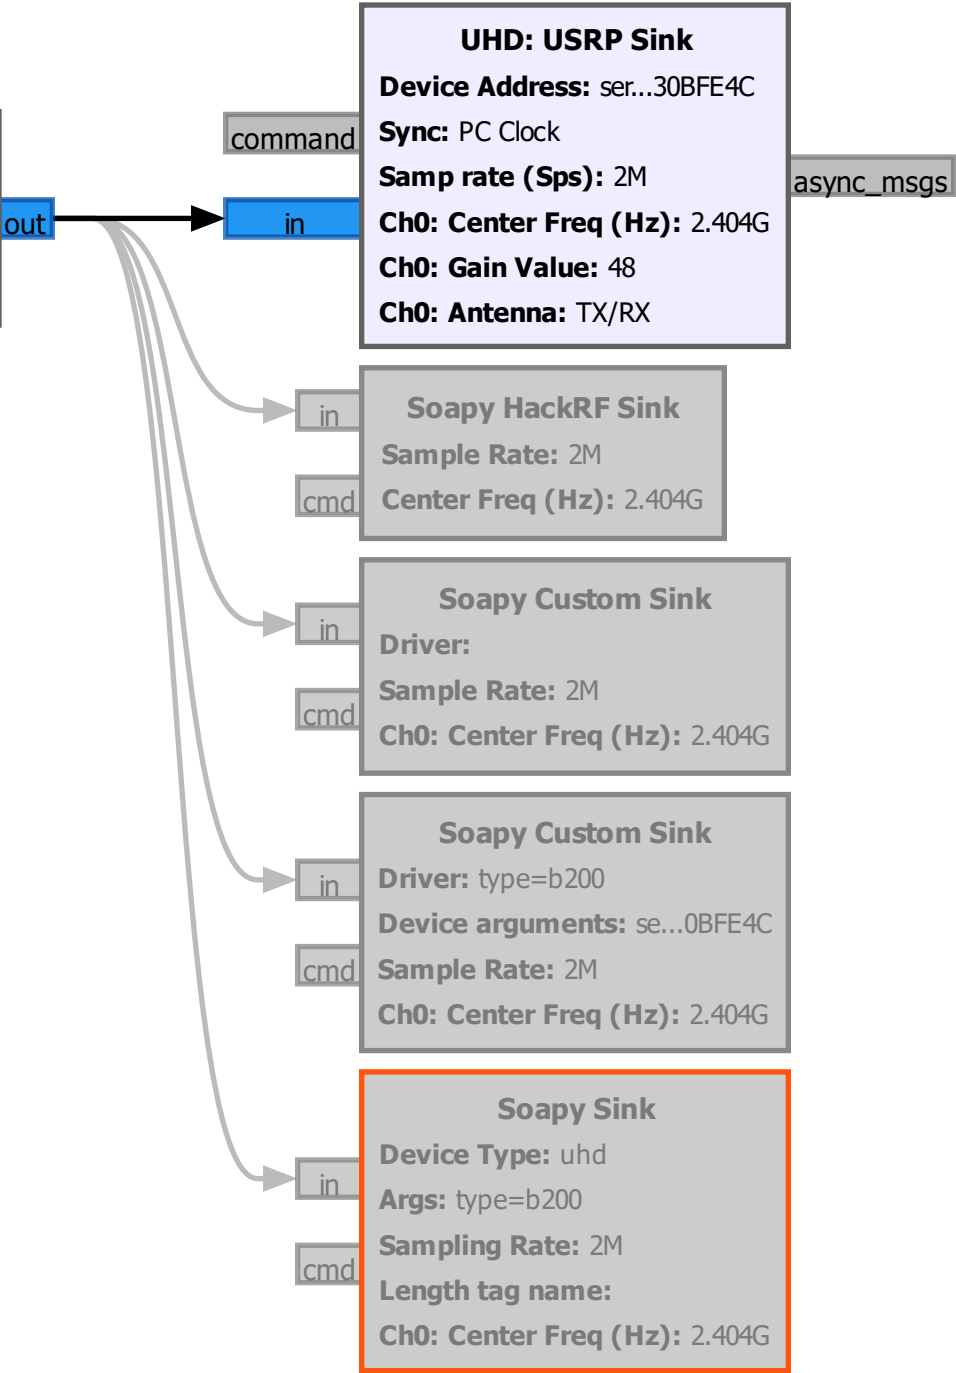 UHD: USRP Sink
Device Address: ser...30BFE4C
command
Sync: PC Clock
Samp rate (Sps): 2M
async_msgs
out
in
Ch0: Center Freq (Hz): 2.404G
Ch0: Gain Value: 48
Ch0: Antenna: TX/RX
Soapy HackRF Sink
in
Sample Rate: 2M
cmd
Center Freq (Hz): 2.404G
Soapy Custom Sink
in
Driver:
Sample Rate: 2M
cmd
Ch0: Center Freq (Hz): 2.404G
Soapy Custom Sink
in
Driver: type=b200
Device arguments: se...0BFE4C
cmd
Sample Rate: 2M
Ch0: Center Freq (Hz): 2.404G
Soapy Sink
Device Type: uhd
in
Args: type=b200
Sampling Rate: 2M
cmd
Length tag name:
Ch0: Center Freq (Hz): 2.404G